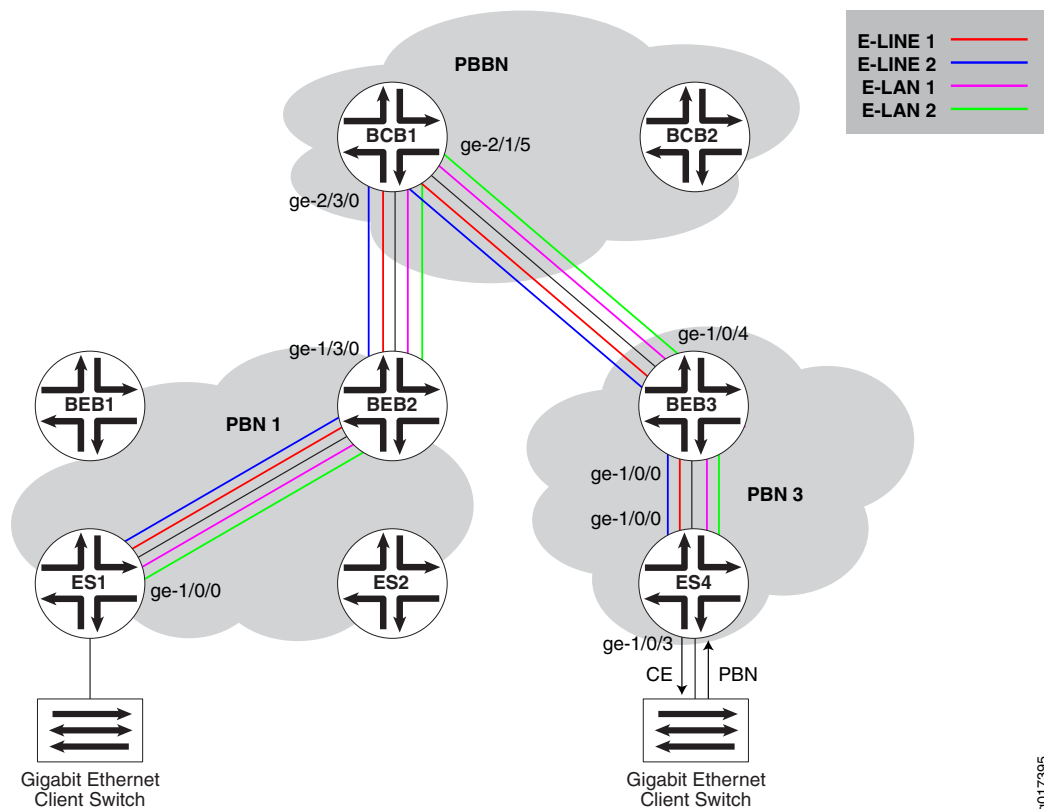 E-LINE 1
E-LINE 2
E-LAN 1
E-LAN 2
PBBN
BCB1
BCB2
ge-2/1/5
ge-2/3/0
ge-1/3/0
ge-1/0/4
BEB1
BEB2
BEB3
PBN 1
ge-1/0/0
PBN 3
ge-1/0/0
ES1
ES2
ES4
ge-1/0/0
ge-1/0/3
CE
PBN
Gigabit Ethernet
Client Switch
Gigabit Ethernet
Client Switch
g017395